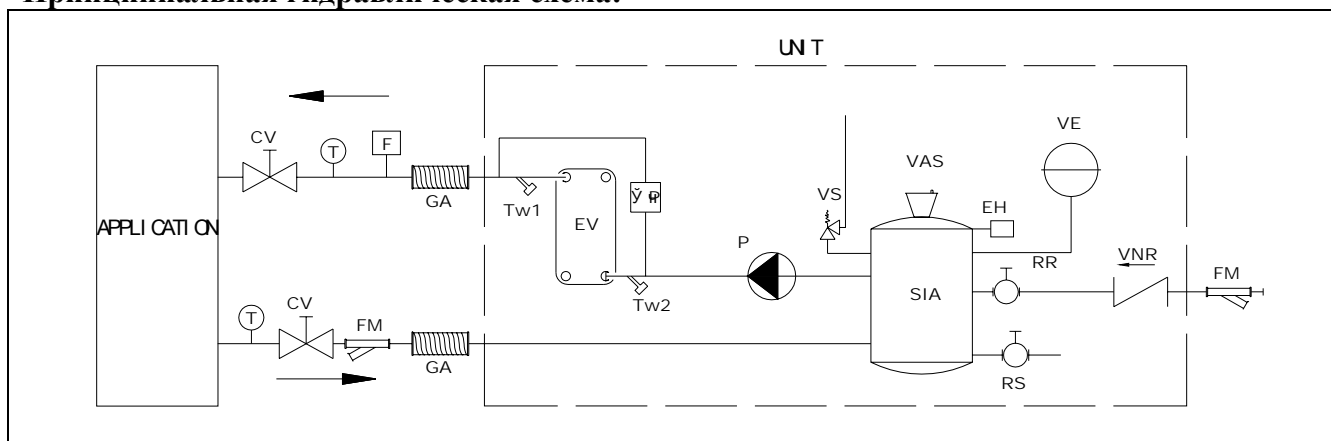 Принципиальная гидравлическая схема:
UNIT
VE
CV
T
F
VAS
VS
GA
Tw1
EH
EV
P
RR
VNR
FM
APPLICATION
SIA
Tw2
T
CV
FM
GA
RS